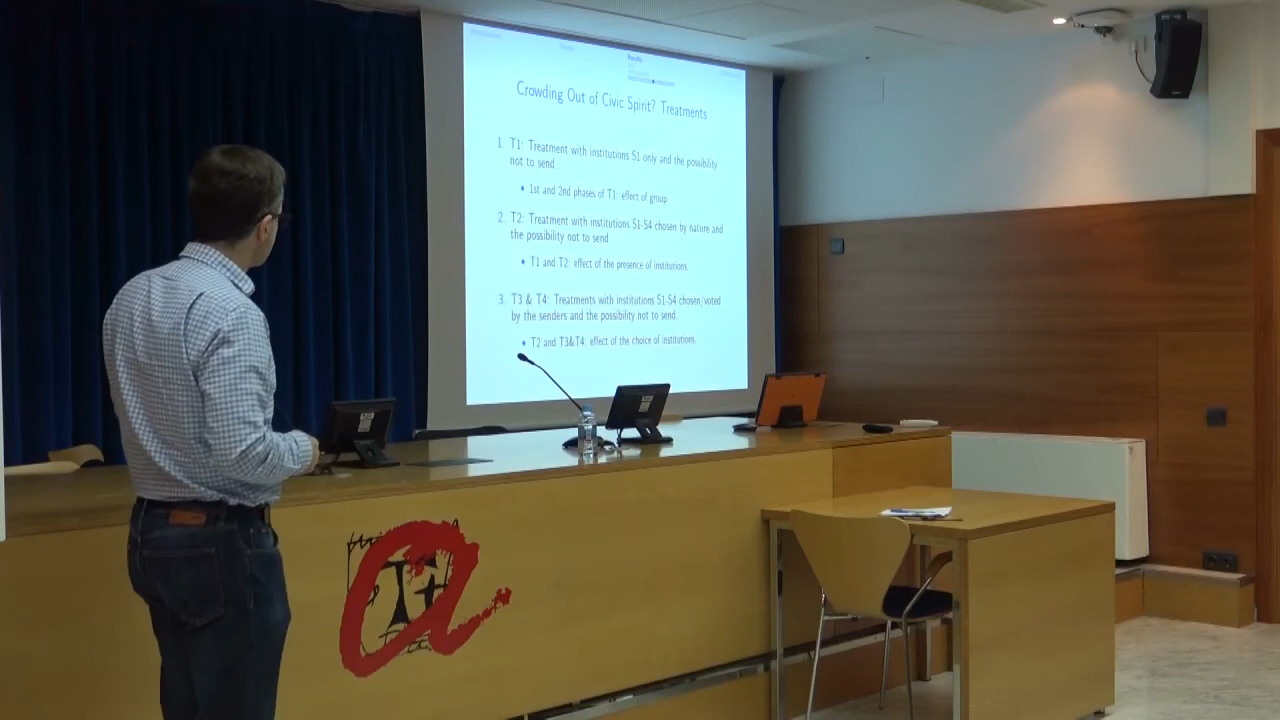 Results
Crowding Out of Civic Spirit? Treatments
1. T1: Treatment with institutions S1 only and the possibility
not to send.
• 1st and 2nd phases of T1: effect of group
2. T2: Treatment with institutions S1-S4 chosen by nature and
the possibility not to send.
• T1 and T2: effect of the presence of institutions
3. T3 & T4: Treatments with institutions S1-S4 chosen/voted
by the senders and the possibility not to send.
• T2 and T3&T4: effect of the choice of institutions.